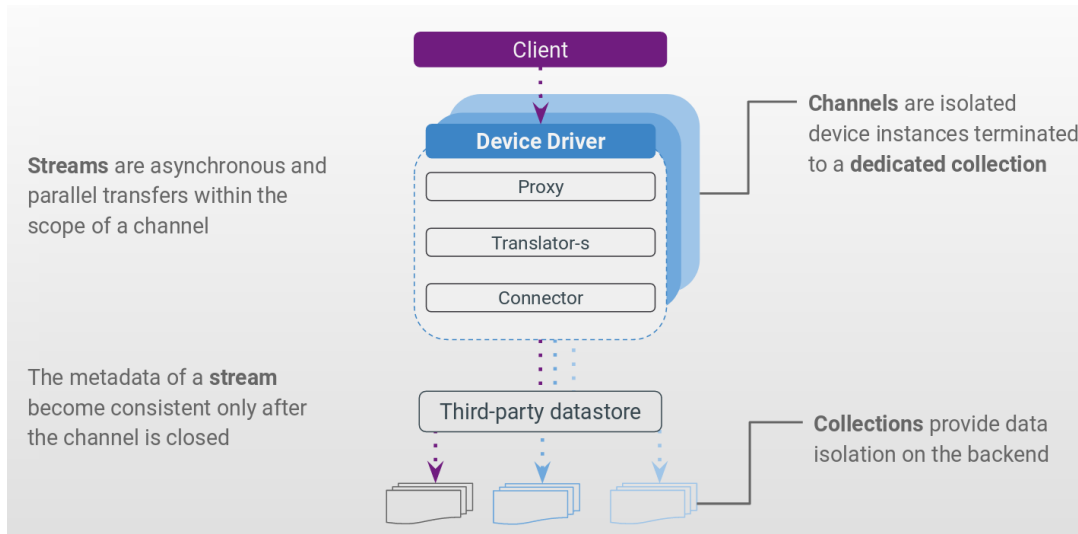 Client
Device Driver
Proxy
Translator-s
Connector
Third-party datastore
Streams are asynchronous and
parallel transfers within the
scope of a channel
The metadata of a stream
become consistent only after
the channel is closed
Channels are isolated
device instances terminated
to a dedicated collection
Collections provide data
isolation on the backend